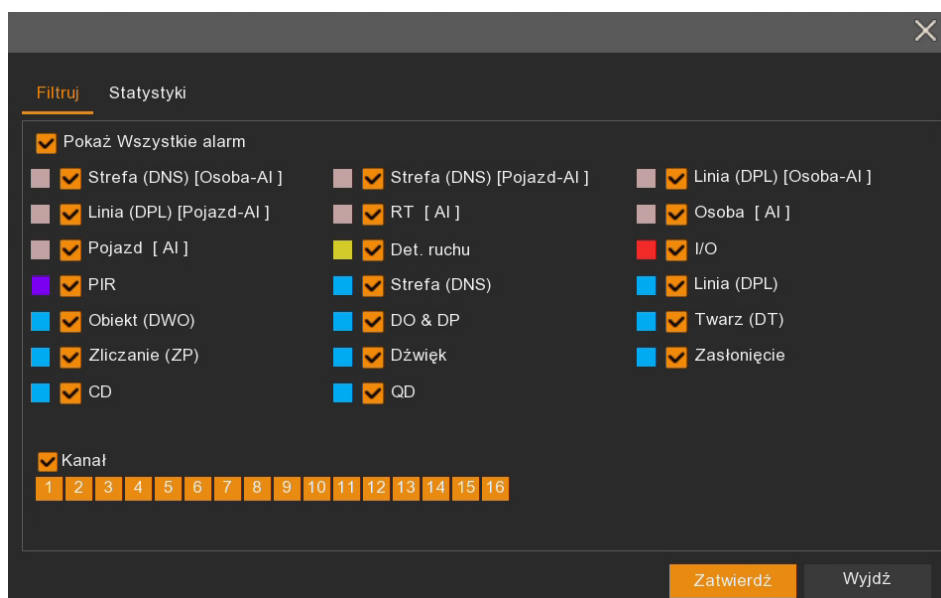 Filtruj Statystyki
Pokaż Wszystkie alarm
Strefa (DNS) [Osoba-AI ] Strefa (DNS) [Pojazd-AI ] Linia (DPL) [Osoba-AI ]
Linia (DPL) [Pojazd-AI ] RT [ AI ] Osoba [ AI ]
Pojazd [ AI ] Det. ruchu I/O
PIR Strefa (DNS) Linia (DPL)
Obiekt (DWO) DO & DP Twarz (DT)
Zliczanie (ZP) Dźwięk Zasłonięcie
CD QD
Kanał
1 2 3 4 5 6 7 8 9 10 11 12 13 14 15 16
Zatwierdż Wyjdź